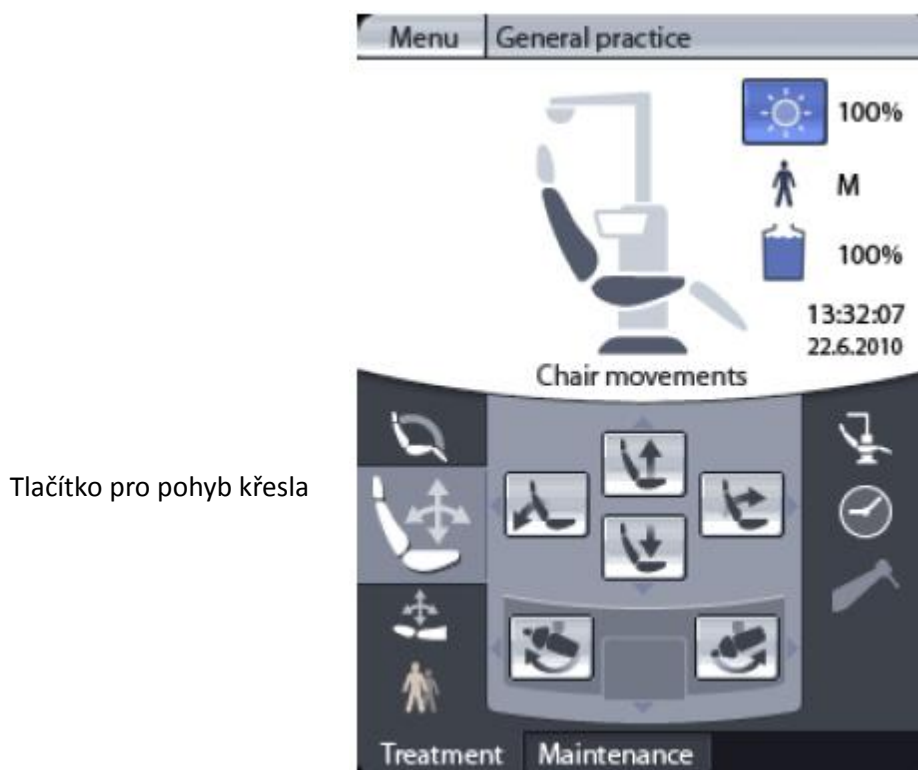 Menu General practice
100%
M
100%
13:32:07
22.6.2010
Chair movements
Tlačítko pro pohyb křesla
Treatment Maintenance